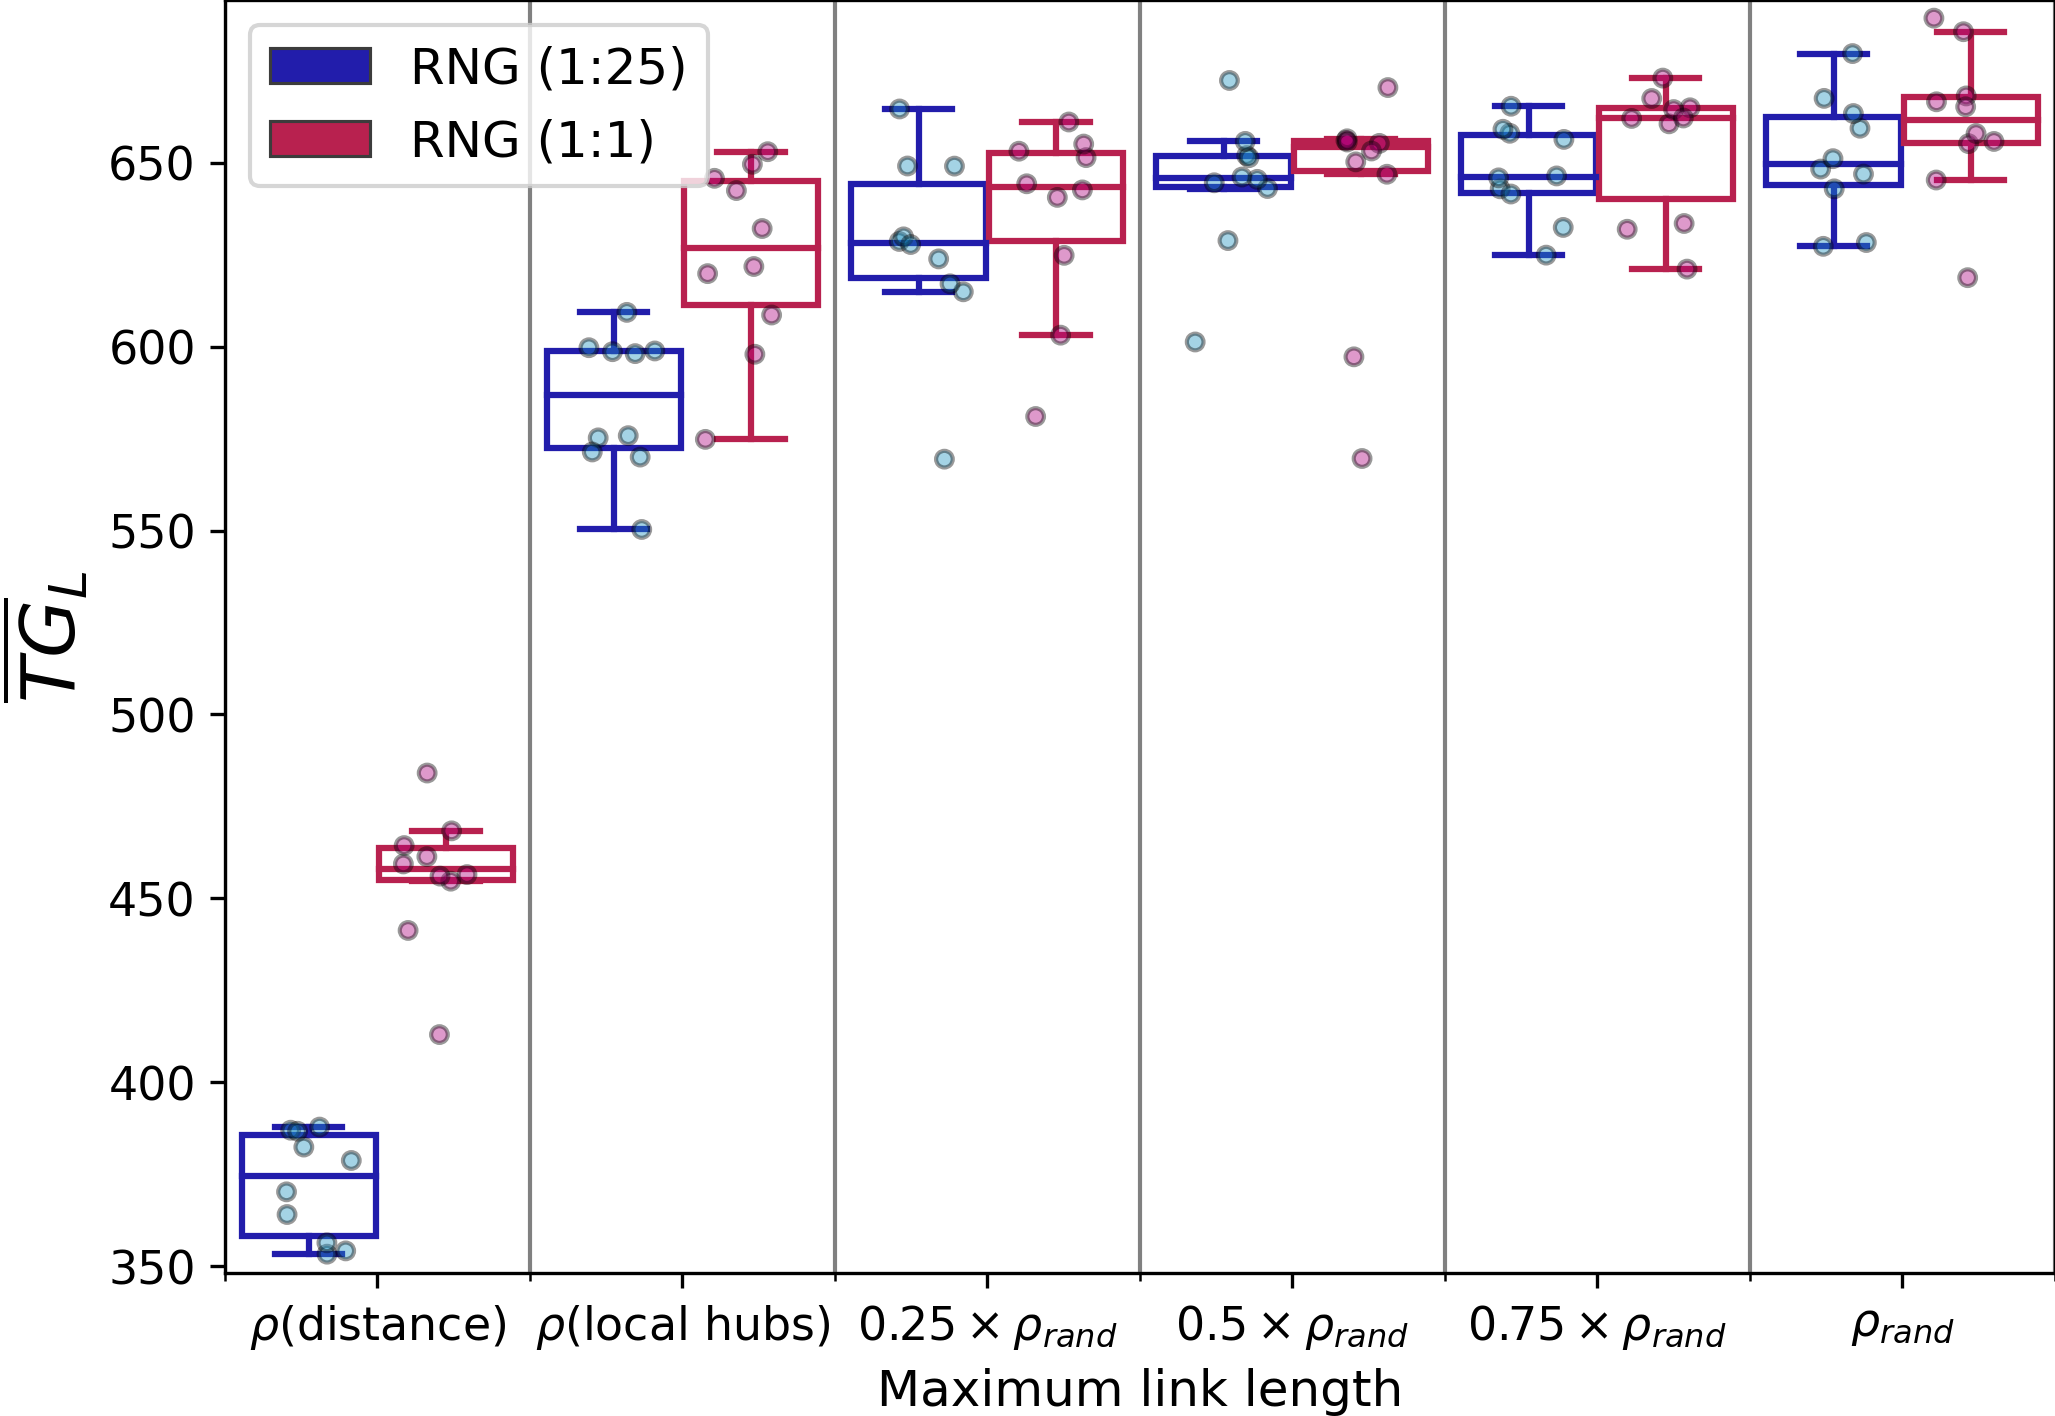 RNG (1:25)
RNG (1:1)
650
600
550
500
450
400
350
T̅G̅_L
ρ(distance) ρ(local hubs) 0.25 × ρ_rand 0.5 × ρ_rand 0.75 × ρ_rand ρ_rand
Maximum link length